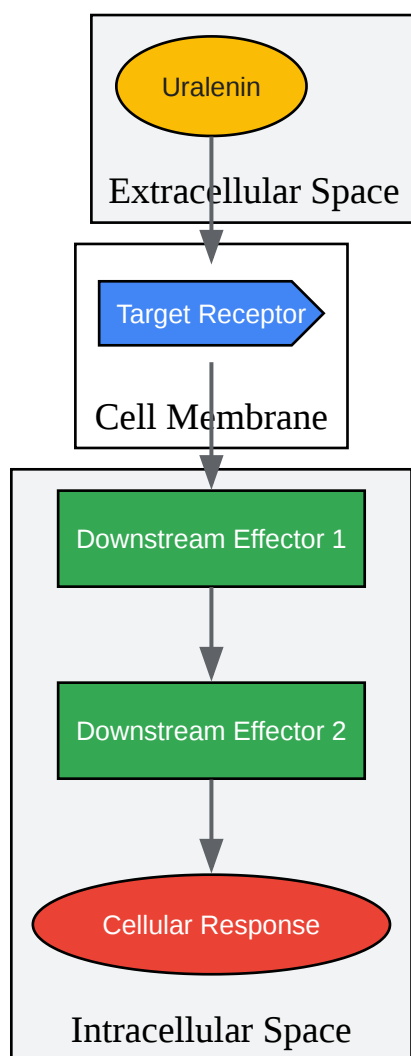 Uralenin
Extracellular Space
Target Receptor
Cell Membrane
Downstream Effector 1
Downstream Effector 2
Cellular Response
Intracellular Space